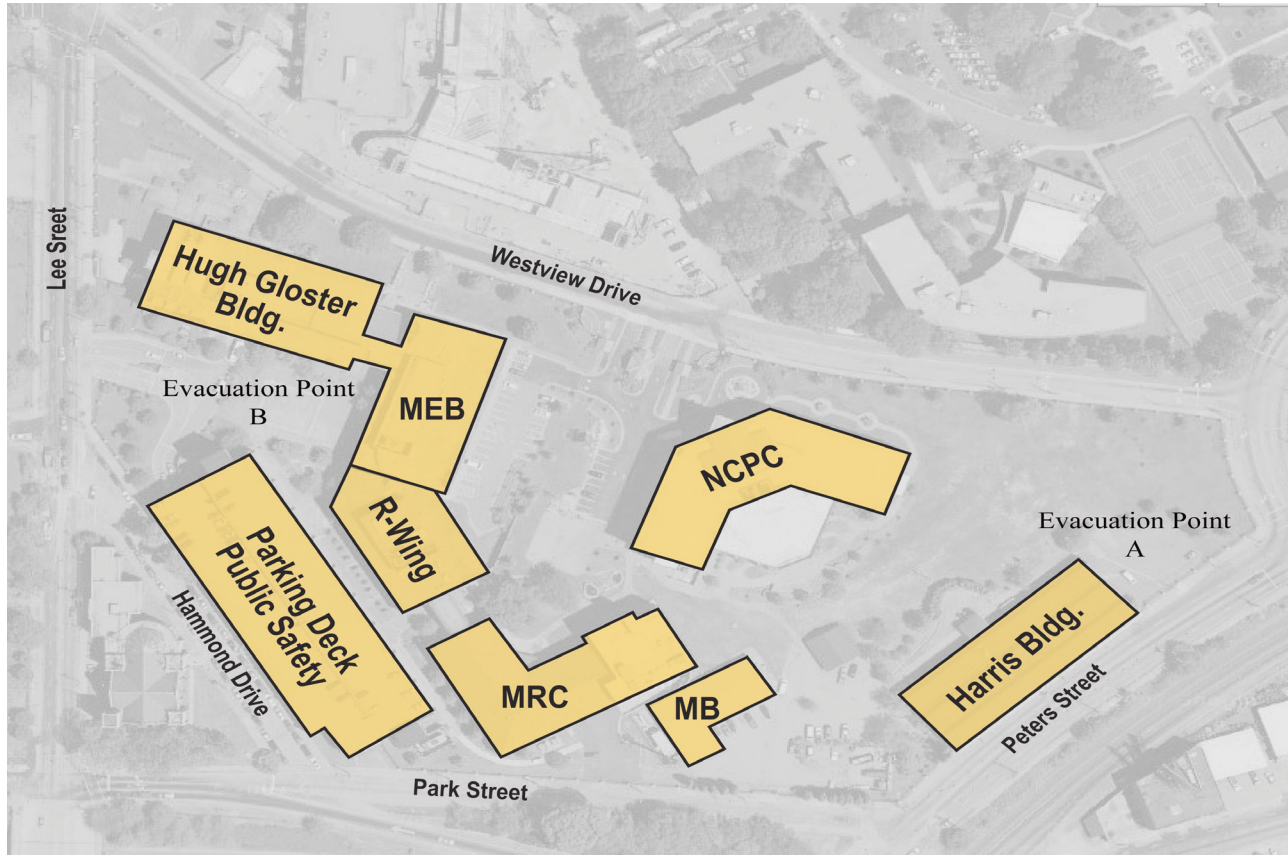 Westview Drive
Lee Sreet
Hugh Gloster
Bldg.
Evacuation Point
B
MEB
NCPC
R-Wing
Parking Deck
Public Safety
Hammond Drive
Evacuation Point
A
Harris Bldg.
Peters Street
MRC
MB
Park Street